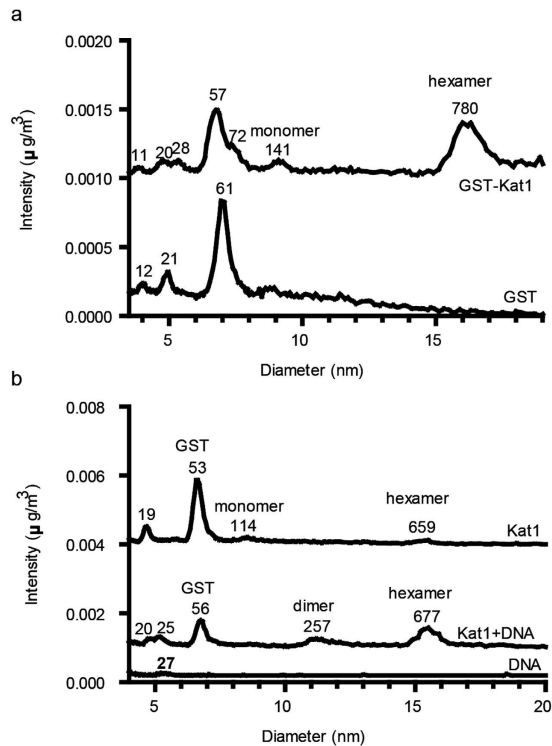 a
0.0020
0.0015
0.0010
0.0005
0.0000
Intensity (µ g/m³)
11
20
28
57
72
monomer
141
hexamer
780
GST-Kat1
12
21
61
GST
5
10
15
Diameter (nm)
b
0.008
0.006
0.004
0.002
0.000
Intensity (µ g/m³)
19
GST
53
monomer
114
hexamer
659
Kat1
20
25
GST
56
dimer
257
hexamer
677
Kat1+DNA
27
DNA
5
10
15
20
Diameter (nm)